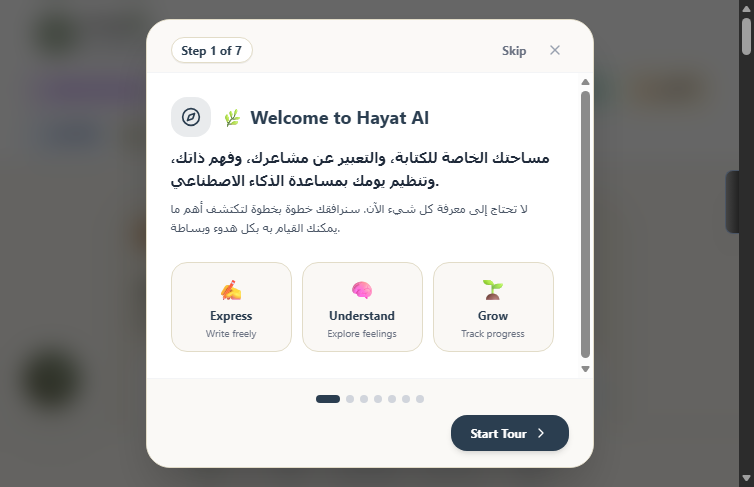 Step 1 of 7
Skip
Welcome to Hayat AI
مساحتك الخاصة للكتابة، والتعبير عن مشاعرك، وفهم ذاتك،
وتنظيم يومك بمساعدة الذكاء الاصطناعي.
لا تحتاج إلى معرفة كل شيء الآن. سنرافقك خطوة بخطوة لتكتشف أهم ما
يمكنك القيام به بكل هدوء وبساطة.
Express
Write freely
Understand
Explore feelings
Grow
Track progress
Start Tour